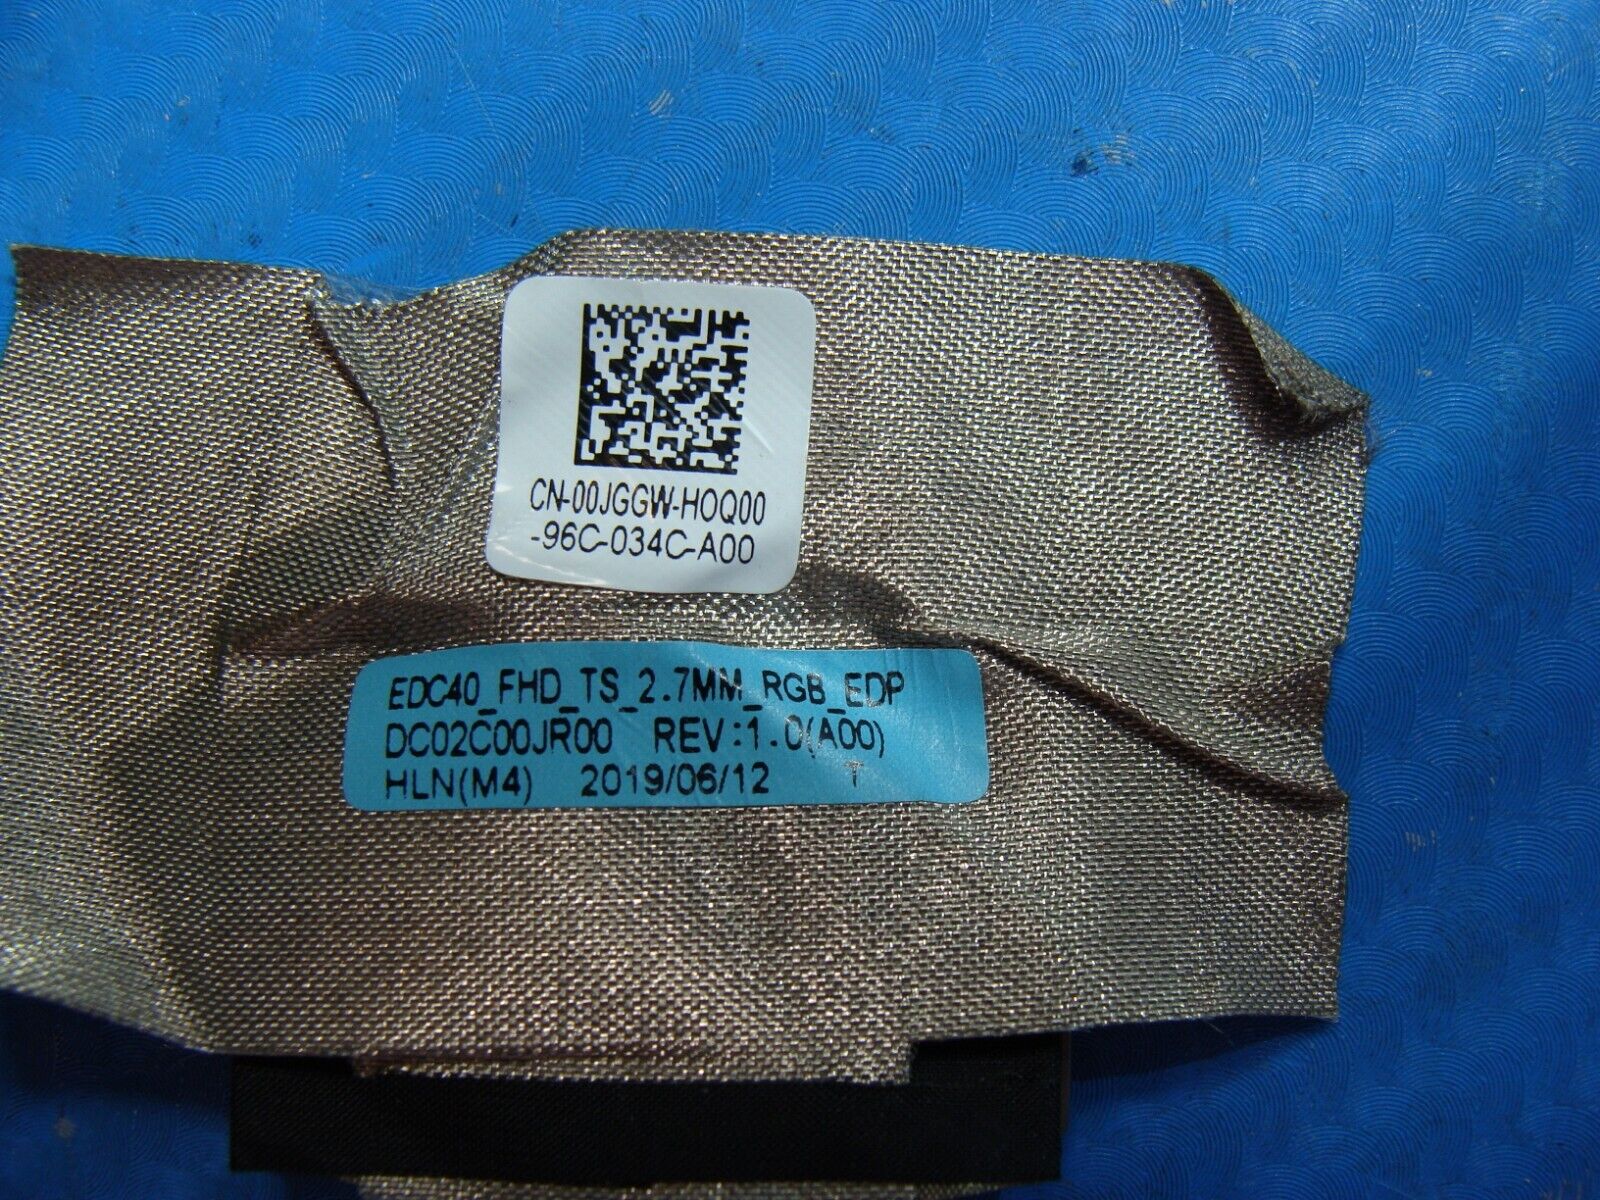 CN-00JGGW-HOQ00
-96C-034C-A00
EDC40_FHD_TS_2.7MM_RGB_EDP
DC02C00JR00 REV:1.0(A00)
HLN(M4) 2019/06/12 T